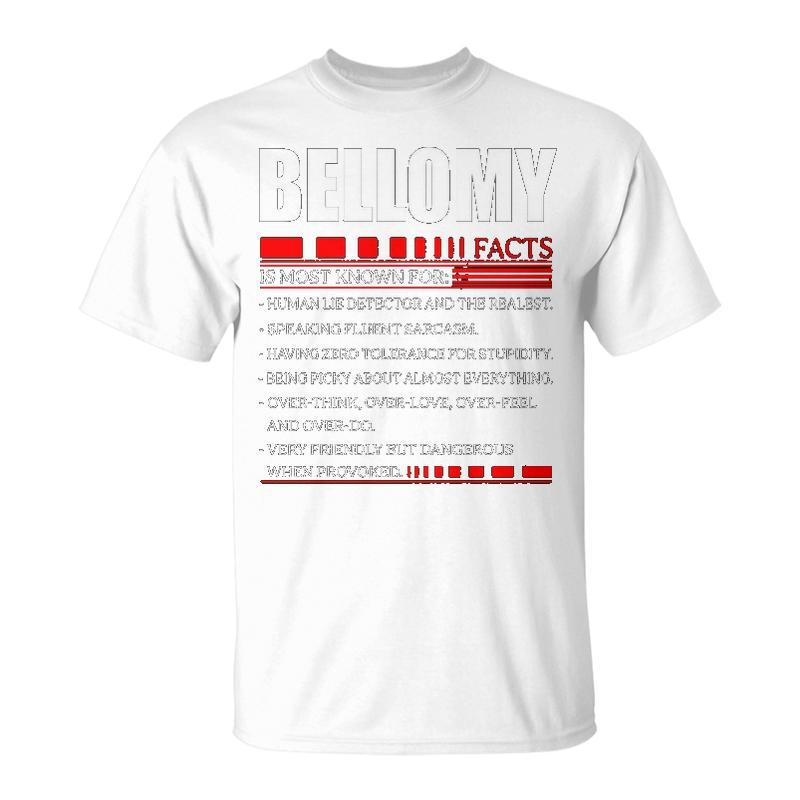 BELLOMY
FACTS
IS MOST KNOWN FOR:
- HUMAN LIE DETECTOR AND THE REALEST.
- SPEAKING FLUENT SARCASM.
- HAVING ZERO TOLERANCE FOR STUPIDITY.
- BEING PICKY ABOUT ALMOST EVERYTHING.
- OVER-THINK, OVER-LOVE, OVER-FEEL
AND OVER-DO.
- VERY FRIENDLY BUT DANGEROUS
WHEN PROVOKED.